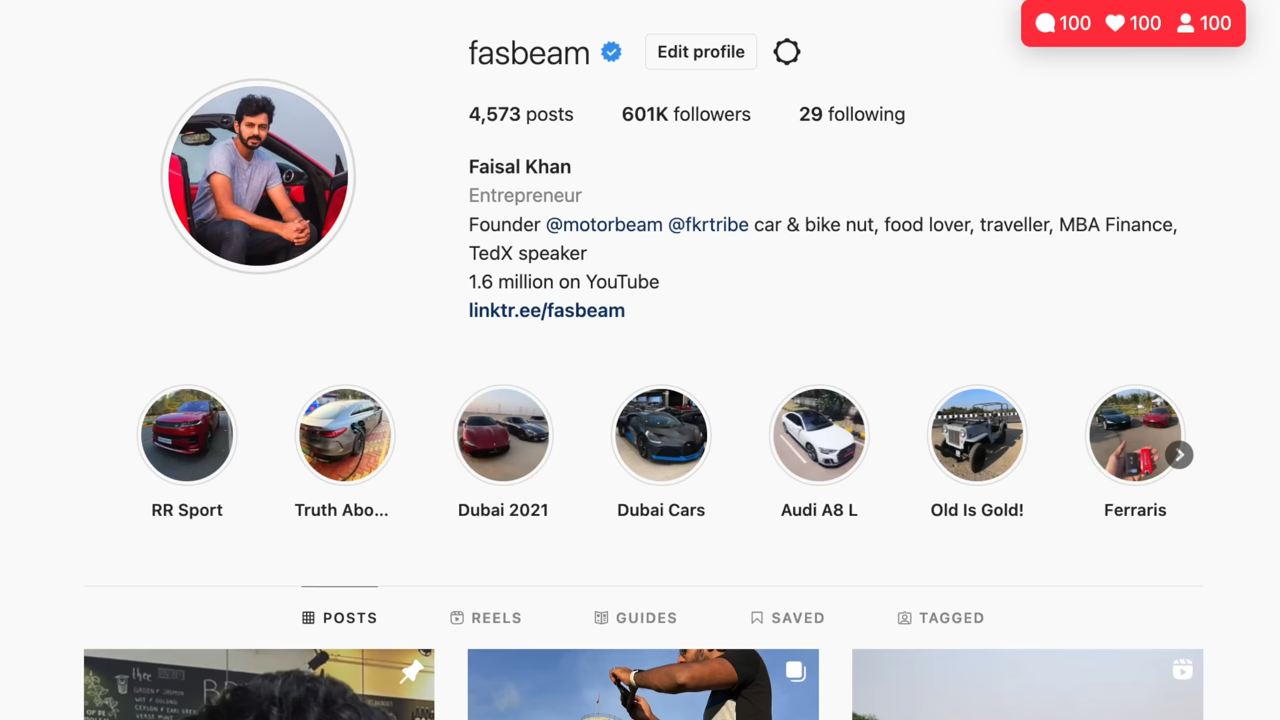 100 100 100
fasbeam Edit profile
4,573 posts 601K followers 29 following
Faisal Khan
Entrepreneur
Founder @motorbeam @fkrtribe car & bike nut, food lover, traveller, MBA Finance,
TedX speaker
1.6 million on YouTube
linktr.ee/fasbeam
RR Sport Truth Abo... Dubai 2021 Dubai Cars Audi A8 L Old Is Gold! Ferraris
POSTS REELS GUIDES SAVED TAGGED